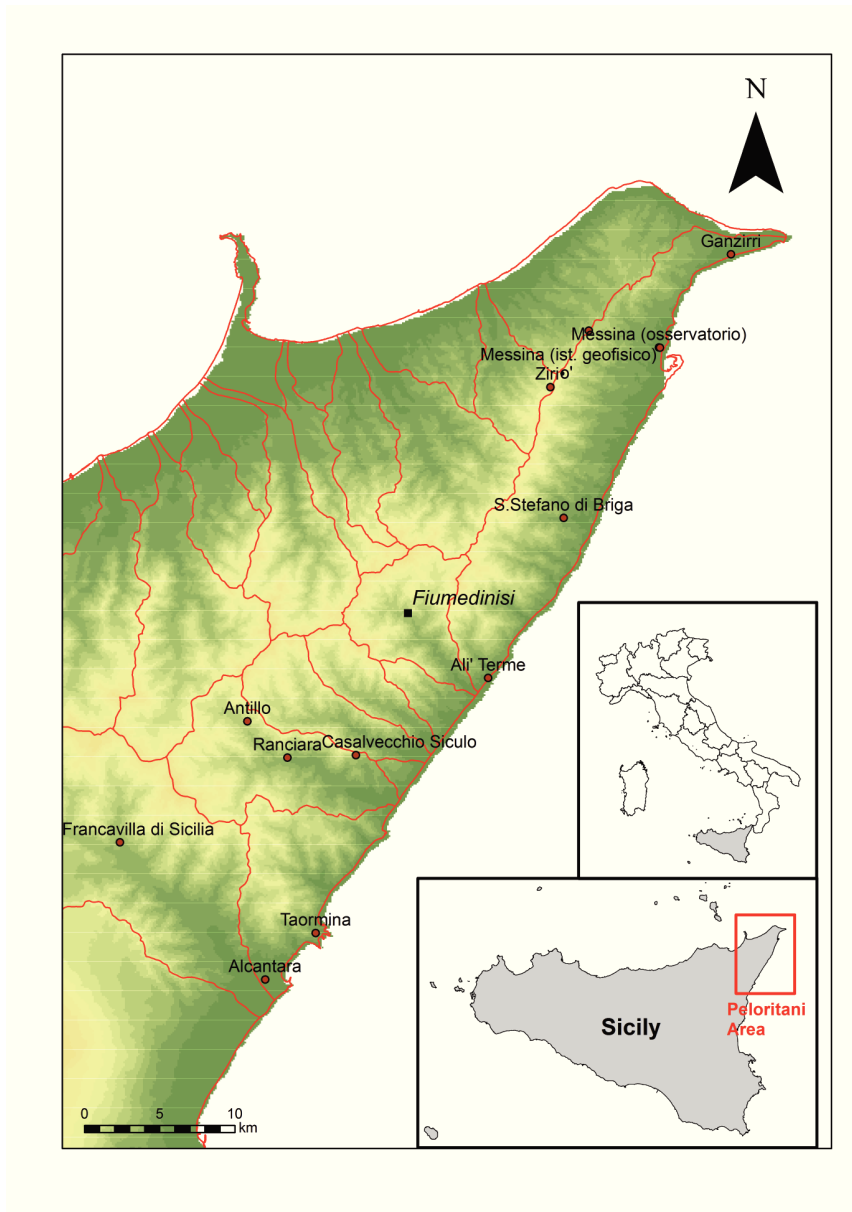 N
Ganzirri
Messina (osservatorio)
Messina (ist. geofisico)
Zirio'
S.Stefano di Briga
Fiumedinisi
Ali' Terme
Antillo
Ranciara
Casalvecchio Siculo
Francavilla di Sicilia
Taormina
Alcantara
Peloritani
Area
Sicily
0 5 10
km